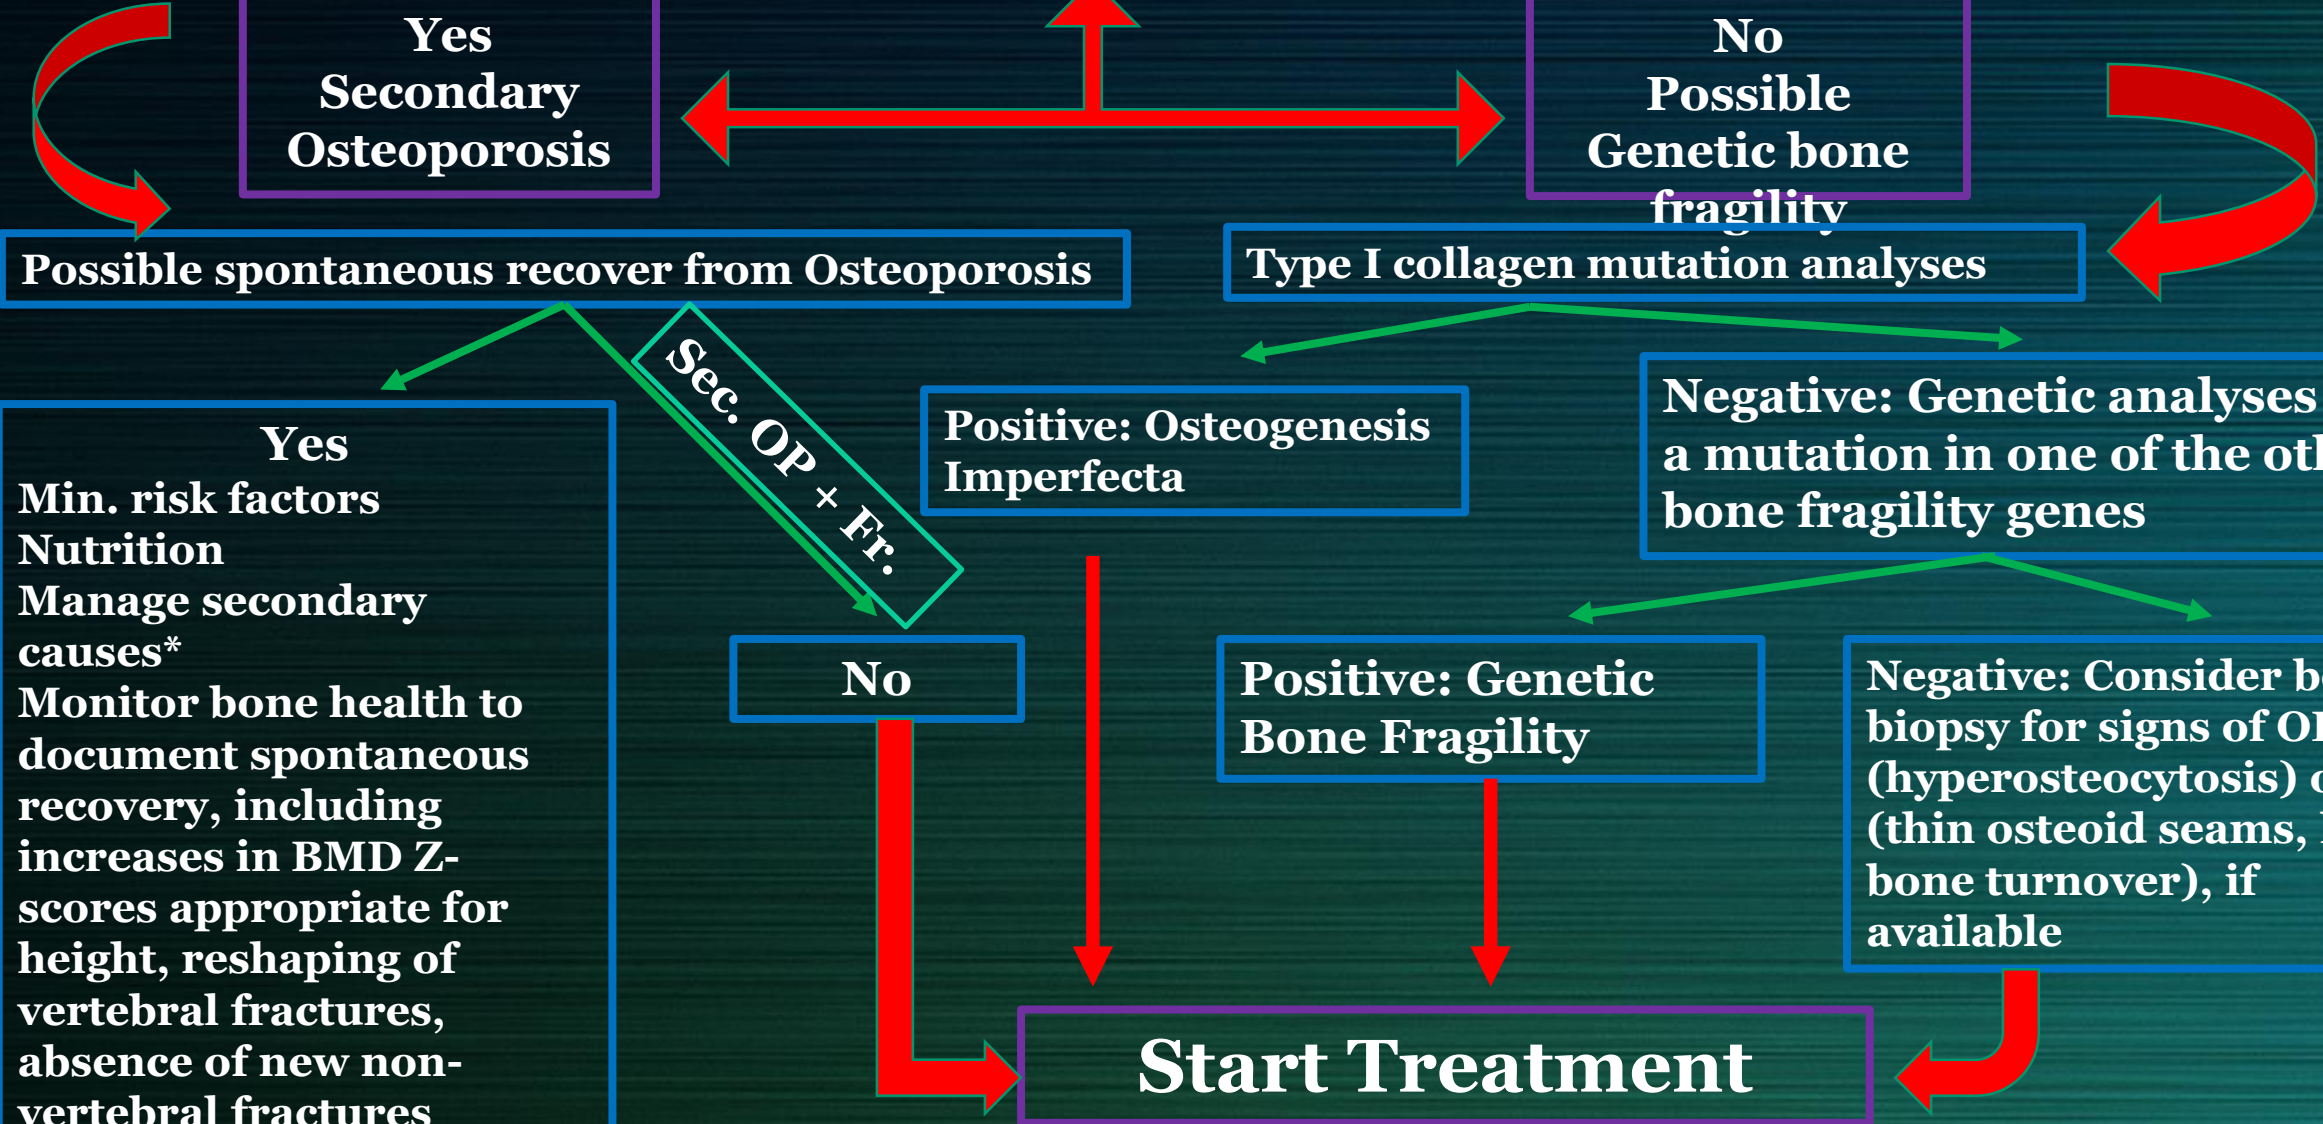 Yes
Secondary
Osteoporosis
No
Possible
Genetic bone
fragility
Possible spontaneous recover from Osteoporosis
Type I collagen mutation analyses
Sec. OP + Fr.
Yes
Min. risk factors
Nutrition
Manage secondary
causes*
Monitor bone health to
document spontaneous
recovery, including
increases in BMD Z-
scores appropriate for
height, reshaping of
vertebral fractures,
absence of new non-
vertebral fractures
Positive: Osteogenesis
Imperfecta
Negative: Genetic analyses
a mutation in one of the
bone fragility genes
No
Positive: Genetic
Bone Fragility
Negative: Consider
biopsy for signs of
(hyperosteocytosis)
(thin osteoid seams,
bone turnover), if
available
Start Treatment